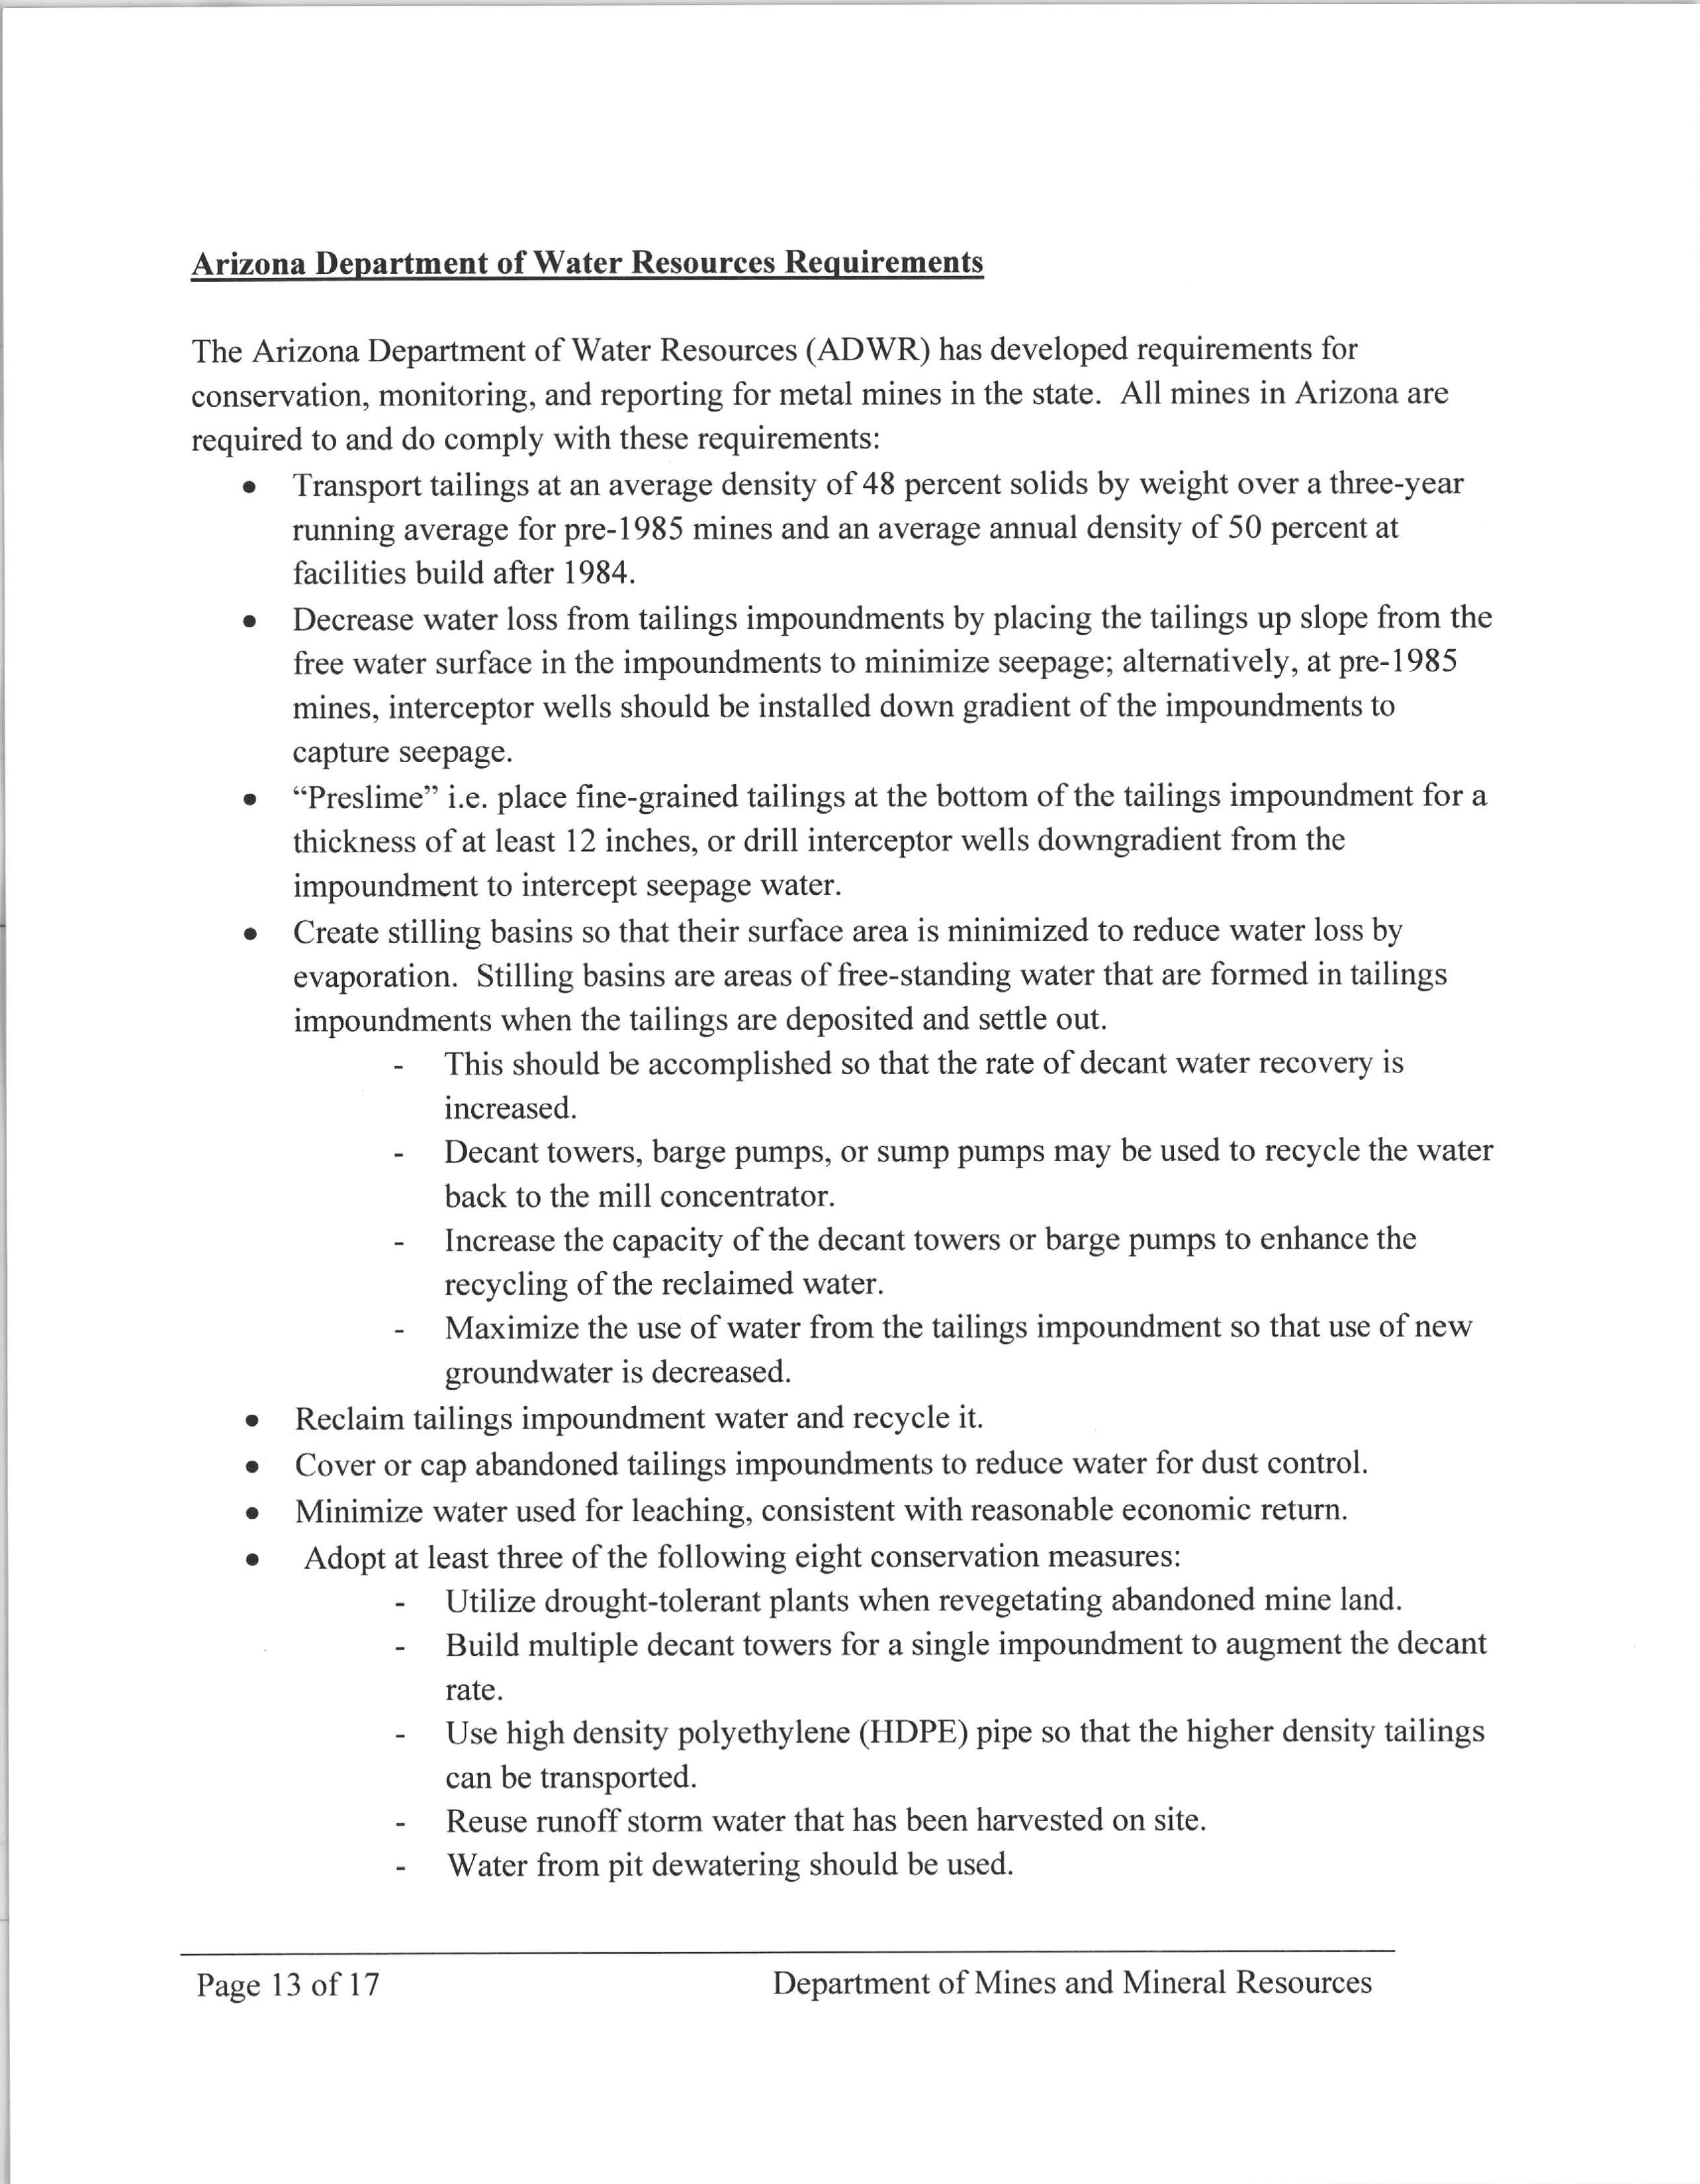 Arizona Department of Water Resources Requirements
The Arizona Department of Water Resources (ADWR) has developed requirements for
conservation, monitoring, and reporting for metal mines in the state.  All mines in Arizona are
required to and do comply with these requirements:
• Transport tailings at an average density of 48 percent solids by weight over a three-year
running average for pre-1985 mines and an average annual density of 50 percent at
facilities build after 1984.
• Decrease water loss from tailings impoundments by placing the tailings up slope from the
free water surface in the impoundments to minimize seepage; alternatively, at pre-1985
mines, interceptor wells should be installed down gradient of the impoundments to
capture seepage.
• “Preslime” i.e. place fine-grained tailings at the bottom of the tailings impoundment for a
thickness of at least 12 inches, or drill interceptor wells downgradient from the
impoundment to intercept seepage water.
• Create stilling basins so that their surface area is minimized to reduce water loss by
evaporation.  Stilling basins are areas of free-standing water that are formed in tailings
impoundments when the tailings are deposited and settle out.
- This should be accomplished so that the rate of decant water recovery is
increased.
- Decant towers, barge pumps, or sump pumps may be used to recycle the water
back to the mill concentrator.
- Increase the capacity of the decant towers or barge pumps to enhance the
recycling of the reclaimed water.
- Maximize the use of water from the tailings impoundment so that use of new
groundwater is decreased.
• Reclaim tailings impoundment water and recycle it.
• Cover or cap abandoned tailings impoundments to reduce water for dust control.
• Minimize water used for leaching, consistent with reasonable economic return.
• Adopt at least three of the following eight conservation measures:
- Utilize drought-tolerant plants when revegetating abandoned mine land.
- Build multiple decant towers for a single impoundment to augment the decant
rate.
- Use high density polyethylene (HDPE) pipe so that the higher density tailings
can be transported.
- Reuse runoff storm water that has been harvested on site.
- Water from pit dewatering should be used.
Page 13 of 17 Department of Mines and Mineral Resources